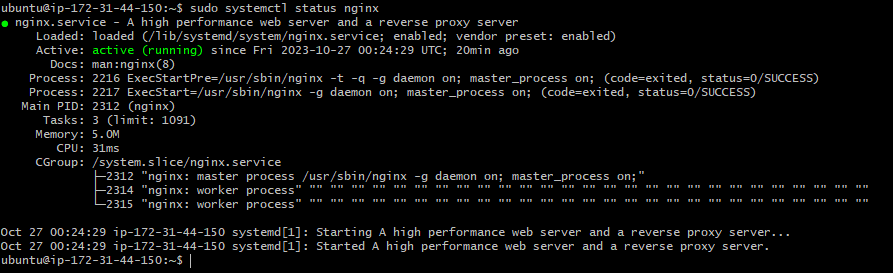 ubuntu@ip-172-31-44-150:~$ sudo systemctl status nginx
● nginx.service - A high performance web server and a reverse proxy server
Loaded: loaded (/lib/systemd/system/nginx.service; enabled; vendor preset: enabled)
Active: active (running) since Fri 2023-10-27 00:24:29 UTC; 20min ago
Docs: man:nginx(8)
Process: 2216 ExecStartPre=/usr/sbin/nginx -t -q -g daemon on; master_process on; (code=exited, status=0/SUCCESS)
Process: 2217 ExecStart=/usr/sbin/nginx -g daemon on; master_process on; (code=exited, status=0/SUCCESS)
Main PID: 2312 (nginx)
Tasks: 3 (limit: 1091)
Memory: 5.0M
CPU: 31ms
CGroup: /system.slice/nginx.service
├─2312 "nginx: master process /usr/sbin/nginx -g daemon on; master_process on;"
├─2314 "nginx: worker process" "" "" "" "" "" "" "" "" "" "" "" "" "" "" "" "" "" "" "" "" "" "" "" "" "" "" ""
└─2315 "nginx: worker process" "" "" "" "" "" "" "" "" "" "" "" "" "" "" "" "" "" "" "" "" "" "" "" "" "" "" ""
Oct 27 00:24:29 ip-172-31-44-150 systemd[1]: Starting A high performance web server and a reverse proxy server...
Oct 27 00:24:29 ip-172-31-44-150 systemd[1]: Started A high performance web server and a reverse proxy server.
ubuntu@ip-172-31-44-150:~$